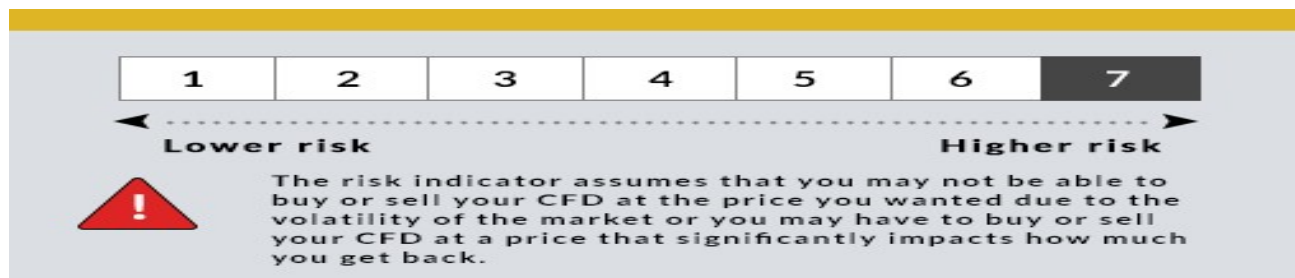 1 2 3 4 5 6 7
Lower risk Higher risk
The risk indicator assumes that you may not be able to
buy or sell your CFD at the price you wanted due to the
volatility of the market or you may have to buy or sell
your CFD at a price that significantly impacts how much
you get back.